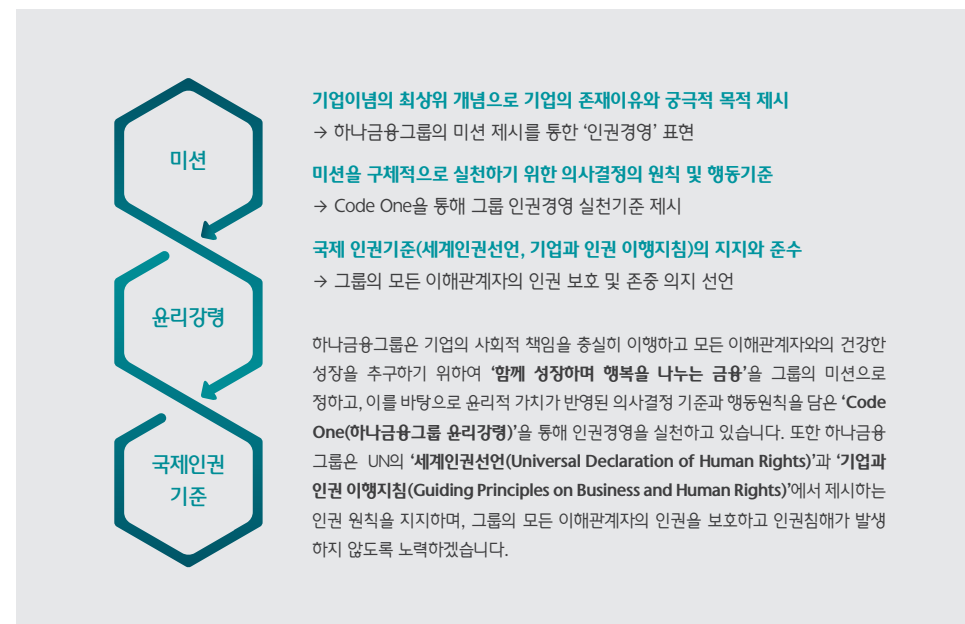 미션
윤리강령
국제인권
기준
기업이념의 최상위 개념으로 기업의 존재이유와 궁극적 목적 제시
→ 하나금융그룹의 미션 제시를 통한 ‘인권경영’ 표현
미션을 구체적으로 실천하기 위한 의사결정의 원칙 및 행동기준
→ Code One을 통해 그룹 인권경영 실천기준 제시
국제 인권기준(세계인권선언, 기업과 인권 이행지침)의 지지와 준수
→ 그룹의 모든 이해관계자의 인권 보호 및 존중 의지 선언
하나금융그룹은 기업의 사회적 책임을 충실히 이행하고 모든 이해관계자와의 건강한
성장을 추구하기 위하여 ‘함께 성장하며 행복을 나누는 금융’을 그룹의 미션으로
정하고, 이를 바탕으로 윤리적 가치가 반영된 의사결정 기준과 행동원칙을 담은 ‘Code
One(하나금융그룹 윤리강령)’을 통해 인권경영을 실천하고 있습니다. 또한 하나금융
그룹은 UN의 ‘세계인권선언(Universal Declaration of Human Rights)’과 ‘기업과
인권 이행지침(Guiding Principles on Business and Human Rights)’에서 제시하는
인권 원칙을 지지하며, 그룹의 모든 이해관계자의 인권을 보호하고 인권침해가 발생
하지 않도록 노력하겠습니다.